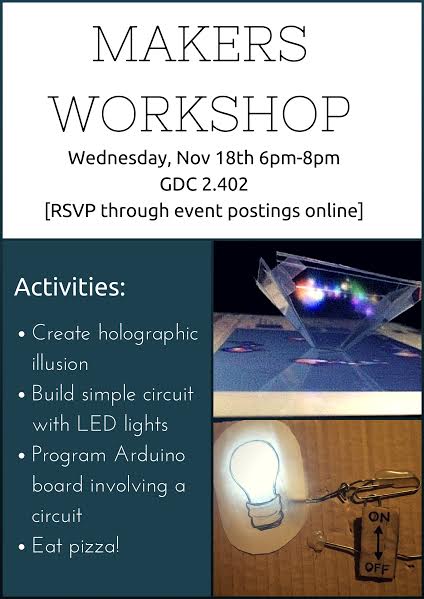 MAKERS
WORKSHOP
Wednesday, Nov 18th 6pm-8pm
GDC 2.402
[RSVP through event postings online]
Activities:
• Create holographic
illusion
• Build simple circuit
with LED lights
• Program Arduino
board involving a
circuit
• Eat pizza!
ON
OFF